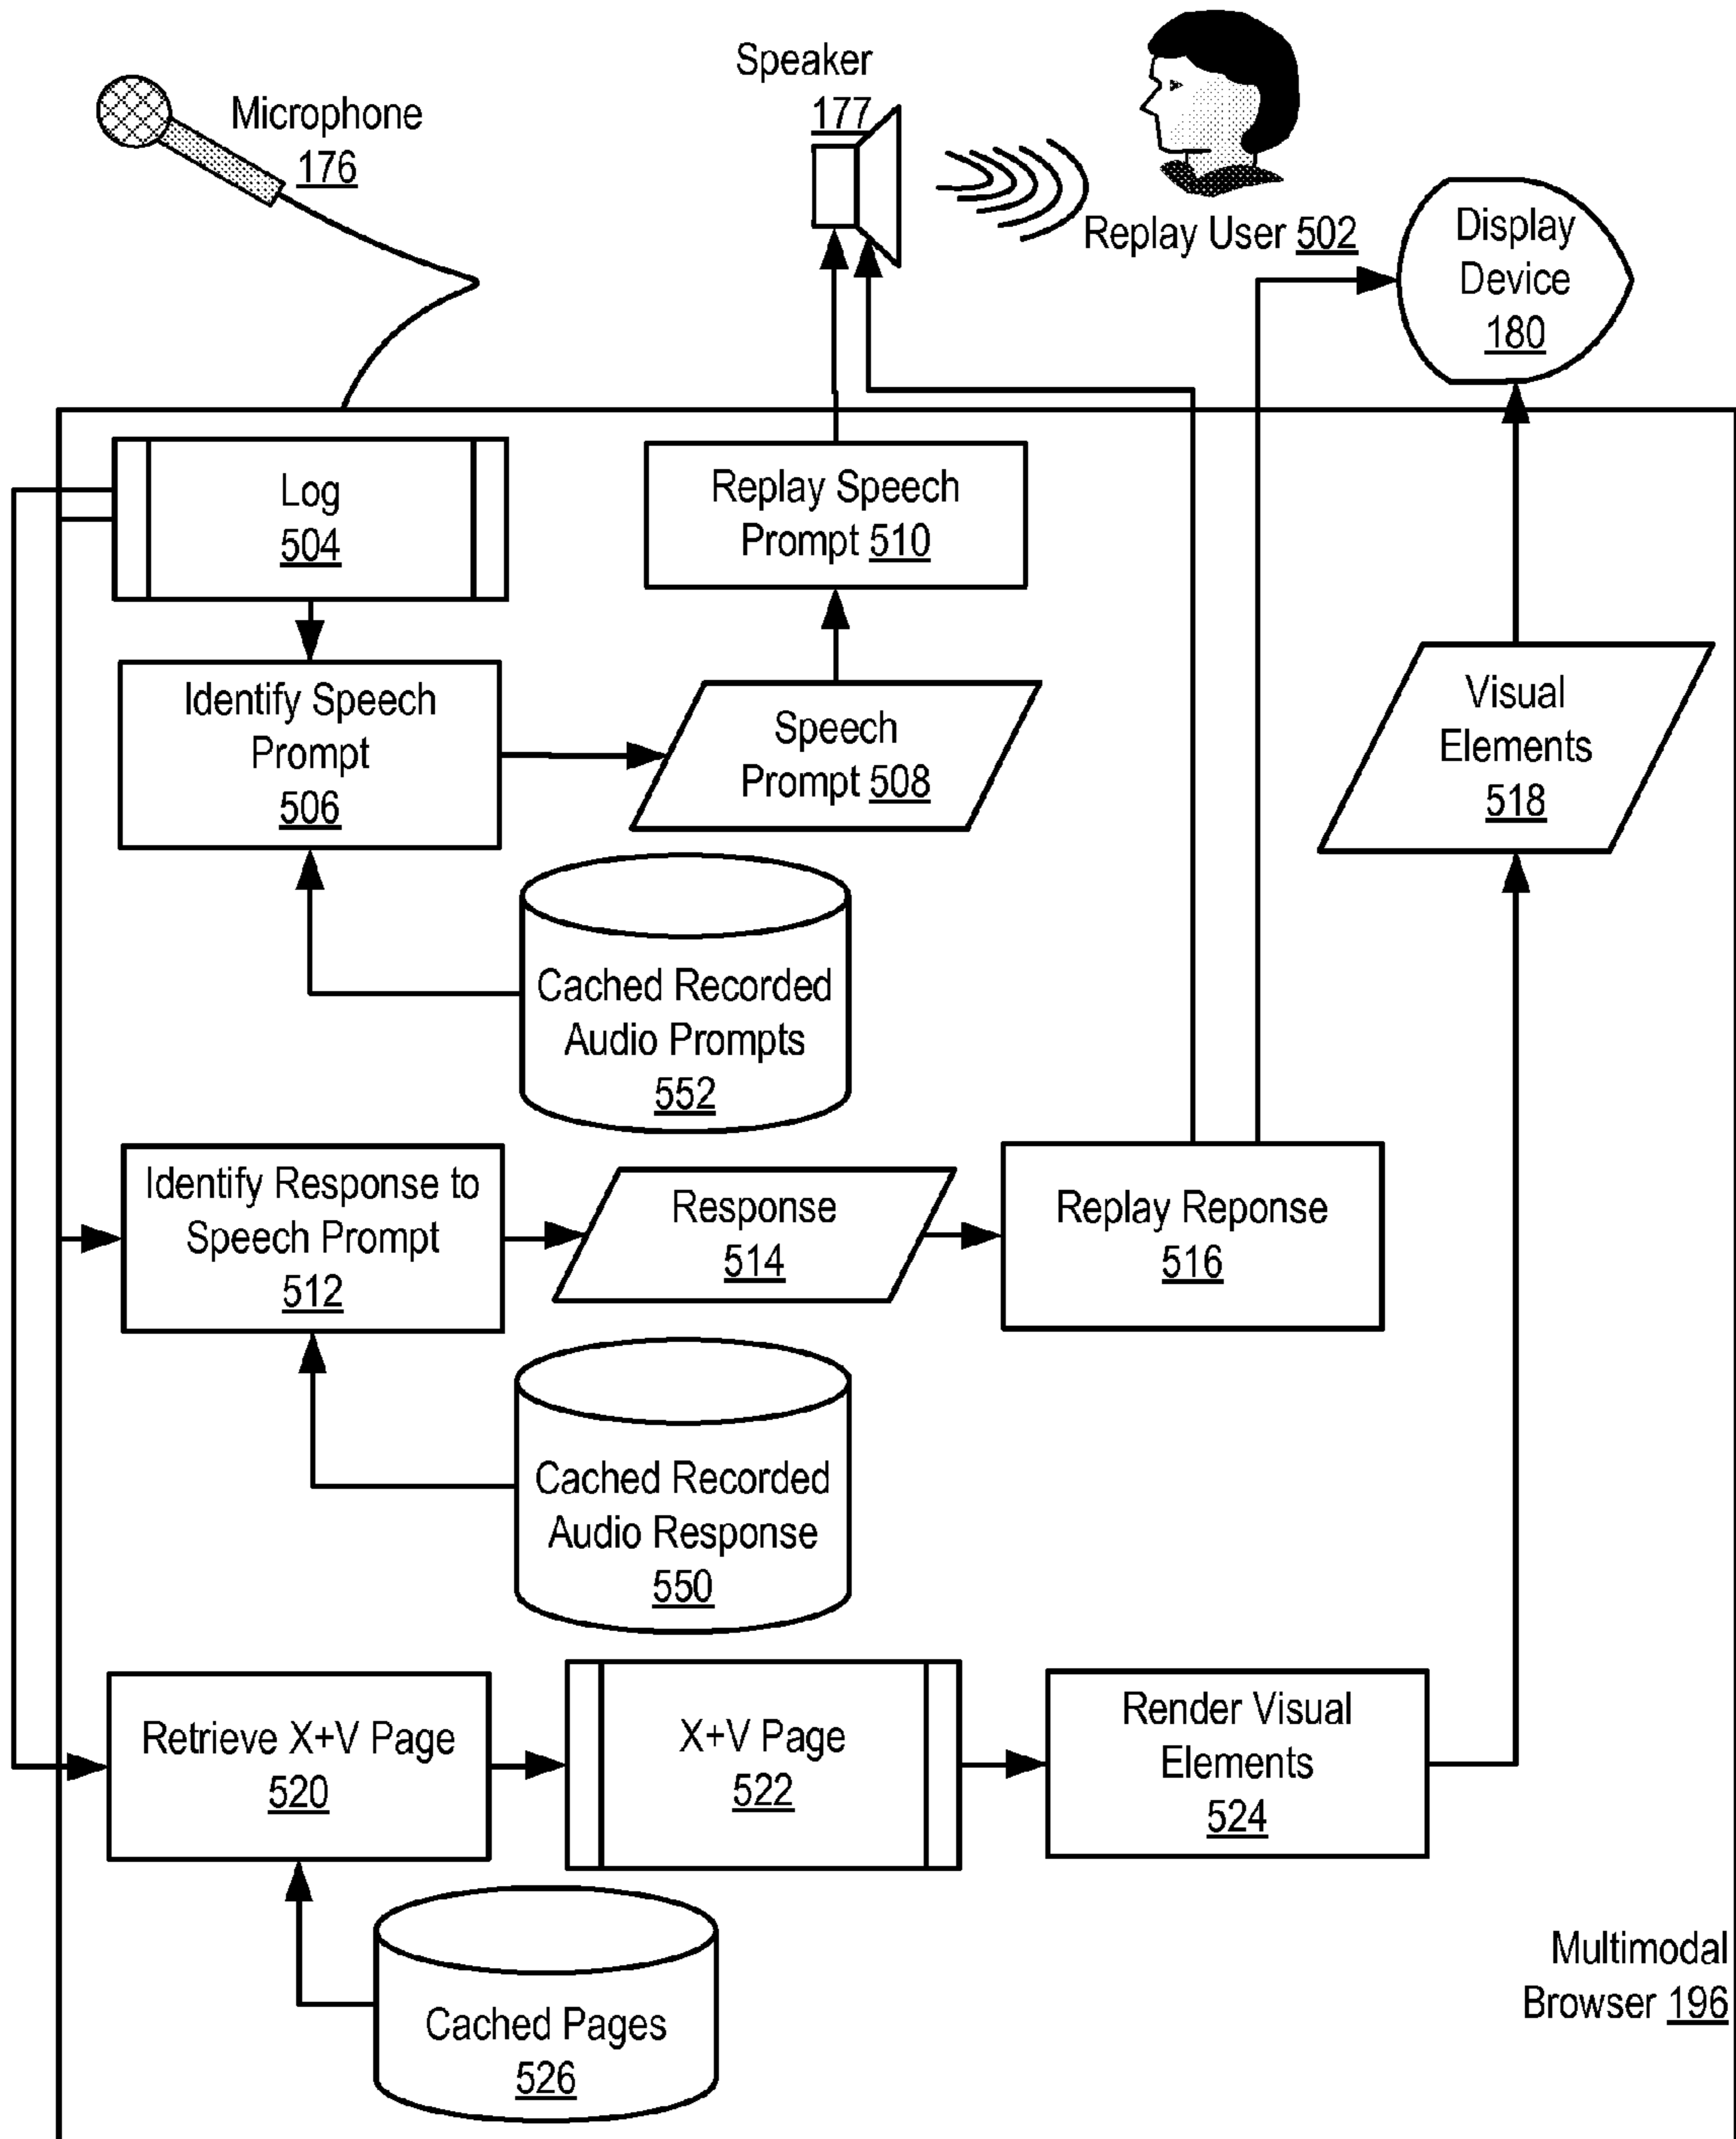 Speaker
177
Microphone
176
Replay User 502
Display
Device
180
Log
504
Replay Speech
Prompt 510
Identify Speech
Prompt
506
Speech
Prompt 508
Visual
Elements
518
Cached Recorded
Audio Prompts
552
Identify Response to
Speech Prompt
512
Response
514
Replay Reponse
516
Cached Recorded
Audio Response
550
Retrieve X+V Page
520
X+V Page
522
Render Visual
Elements
524
Cached Pages
526
Multimodal
Browser 196